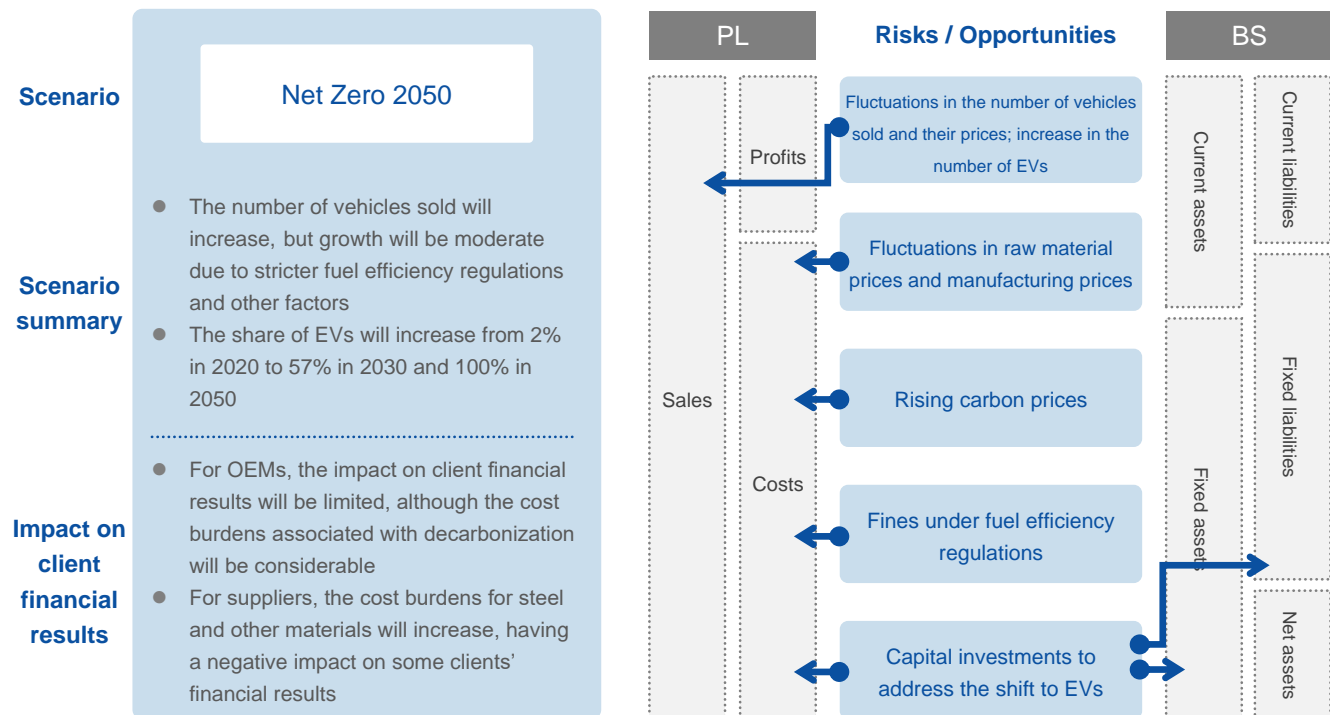 Scenario
Net Zero 2050
Scenario
summary
● The number of vehicles sold will
increase, but growth will be moderate
due to stricter fuel efficiency regulations
and other factors
● The share of EVs will increase from 2%
in 2020 to 57% in 2030 and 100% in
2050
Impact on
client
financial
results
● For OEMs, the impact on client financial
results will be limited, although the cost
burdens associated with decarbonization
will be considerable
● For suppliers, the cost burdens for steel
and other materials will increase, having
a negative impact on some clients’
financial results
PL
Risks / Opportunities
BS
Sales
Profits
Costs
Fluctuations in the number of vehicles
sold and their prices; increase in the
number of EVs
Fluctuations in raw material
prices and manufacturing prices
Rising carbon prices
Fines under fuel efficiency
regulations
Capital investments to
address the shift to EVs
Current assets
Fixed assets
Current liabilities
Fixed liabilities
Net assets